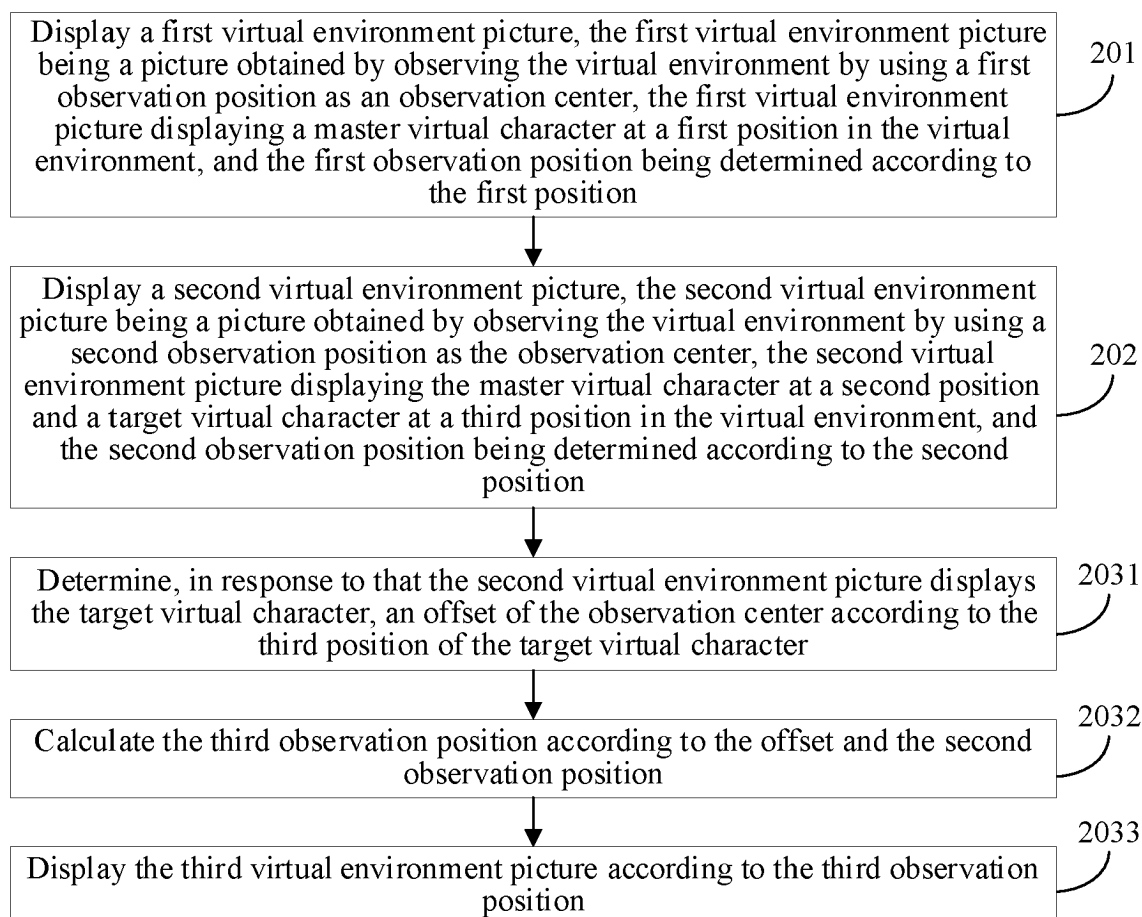 Display a first virtual environment picture, the first virtual environment picture
being a picture obtained by observing the virtual environment by using a first
observation position as an observation center, the first virtual environment
picture displaying a master virtual character at a first position in the virtual
environment, and the first observation position being determined according to
the first position
201
Display a second virtual environment picture, the second virtual environment
picture being a picture obtained by observing the virtual environment by using a
second observation position as the observation center, the second virtual
environment picture displaying the master virtual character at a second position
and a target virtual character at a third position in the virtual environment, and
the second observation position being determined according to the second
position
202
Determine, in response to that the second virtual environment picture displays
the target virtual character, an offset of the observation center according to the
third position of the target virtual character
2031
Calculate the third observation position according to the offset and the second
observation position
2032
Display the third virtual environment picture according to the third observation
position
2033